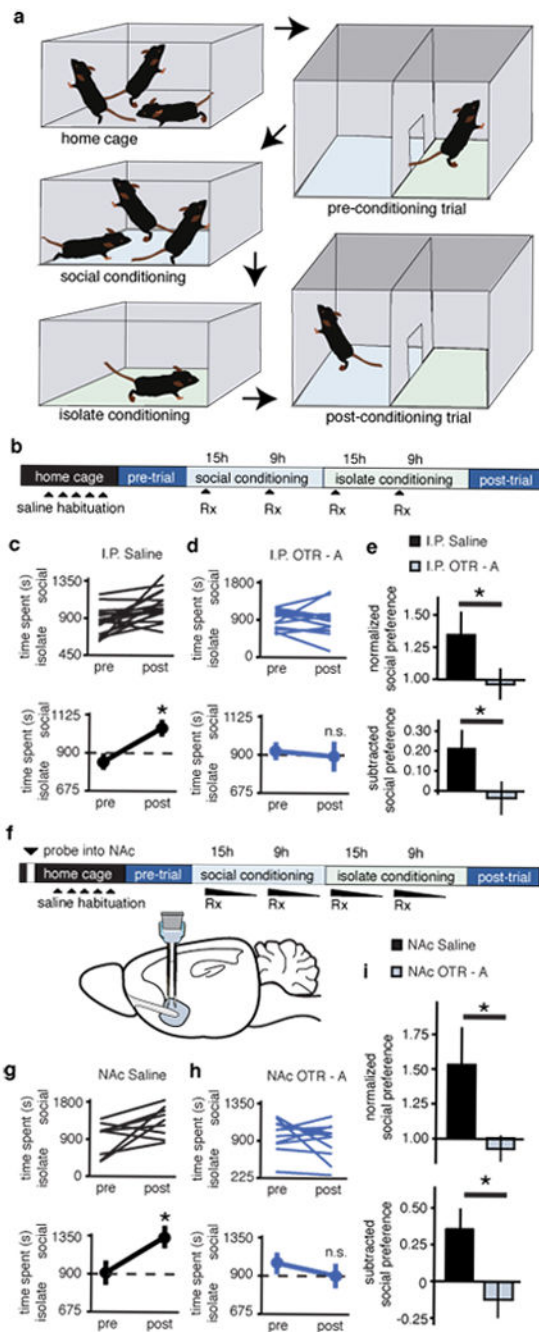 a
home cage
pre-conditioning trial
social conditioning
isolate conditioning
post-conditioning trial
b
15h 9h 15h 9h
home cage pre-trial social conditioning isolate conditioning post-trial
saline habituation Rx Rx Rx Rx
c I.P. Saline
time spent (s)
isolate social
1350
900
450
pre post
time spent (s)
isolate social
1125
900
675
*
pre post
d I.P. OTR - A
time spent (s)
isolate social
1800
900
0
pre post
time spent (s)
isolate social
1125
900
675
n.s.
pre post
e
I.P. Saline
I.P. OTR - A
normalized
social preference
1.50
1.25
1.00
*
subtracted
social preference
0.30
0.20
0.10
0
*
f
probe into NAc
15h 9h 15h 9h
home cage pre-trial social conditioning isolate conditioning post-trial
saline habituation Rx Rx Rx Rx
g NAc Saline
time spent (s)
isolate social
1800
900
0
pre post
time spent (s)
isolate social
1350
900
675
*
pre post
h NAc OTR - A
time spent (s)
isolate social
1350
900
225
pre post
time spent (s)
isolate social
1350
900
675
n.s.
pre post
NAc Saline
NAc OTR - A
i
normalized
social preference
1.75
1.50
1.25
1.00
*
subtracted
social preference
0.50
0.25
0
-0.25
*